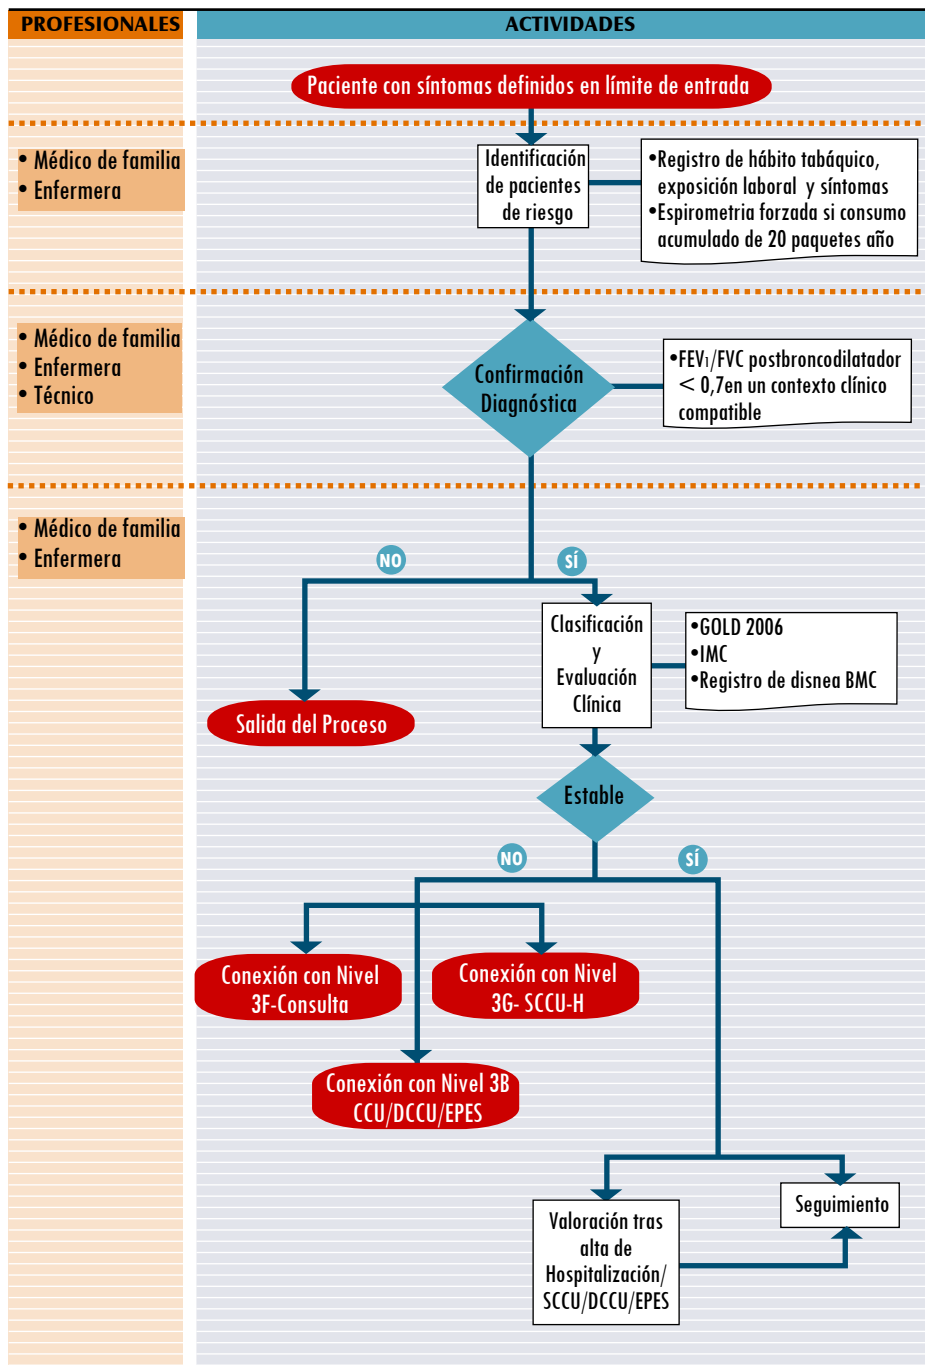 PROFESIONALES
ACTIVIDADES
Paciente con síntomas definidos en límite de entrada
• Médico de familia
• Enfermera
Identificación
de pacientes
de riesgo
•Registro de hábito tabáquico,
exposición laboral y síntomas
•Espirometria forzada si consumo
acumulado de 20 paquetes año
• Médico de familia
• Enfermera
• Técnico
Confirmación
Diagnóstica
•FEV1/FVC postbroncodilatador
< 0,7en un contexto clínico
compatible
• Médico de familia
• Enfermera
NO
SÍ
Clasificación
y
Evaluación
Clínica
•GOLD 2006
•IMC
•Registro de disnea BMC
Salida del Proceso
Estable
NO
SÍ
Conexión con Nivel
3F-Consulta
Conexión con Nivel
3G- SCCU-H
Conexión con Nivel 3B
CCU/DCCU/EPES
Valoración tras
alta de
Hospitalización/
SCCU/DCCU/EPES
Seguimiento